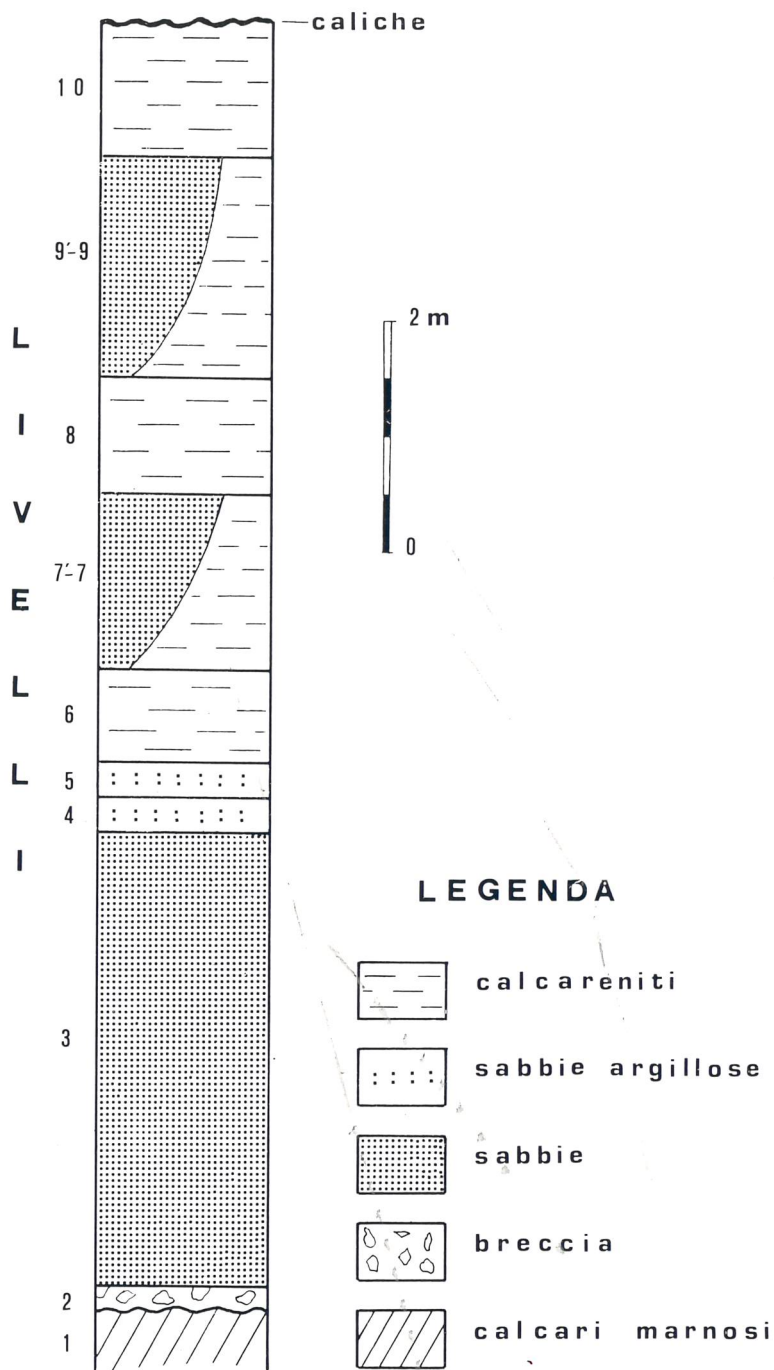 caliche
10
9'-9
8
7'-7
6
5
4
3
2
1
LIVELLI
2 m
0
LEGENDA
calcareniti
sabbie argillose
sabbie
breccia
calcari marnosi